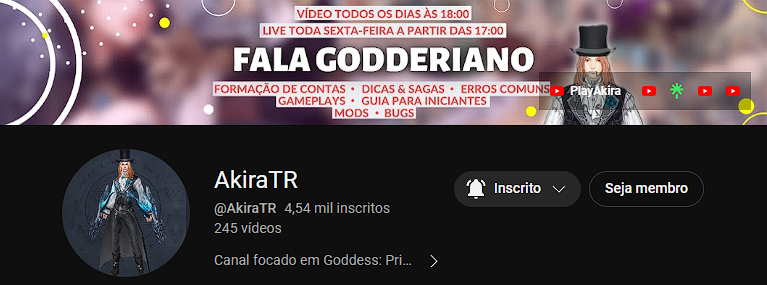 VÍDEO TODOS OS DIAS ÀS 18:00
LIVE TODA SEXTA-FEIRA A PARTIR DAS 17:00
FALA GODDERIANO
FORMAÇÃO DE CONTAS • DICAS & SAGAS • ERROS COMUNS
GAMEPLAYS • GUIA PARA INICIANTES
MODS • BUGS
PlayAkira
AkiraTR
@AkiraTR 4,54 mil inscritos
245 vídeos
Canal focado em Goddess: Pri...
Inscrito
Seja membro